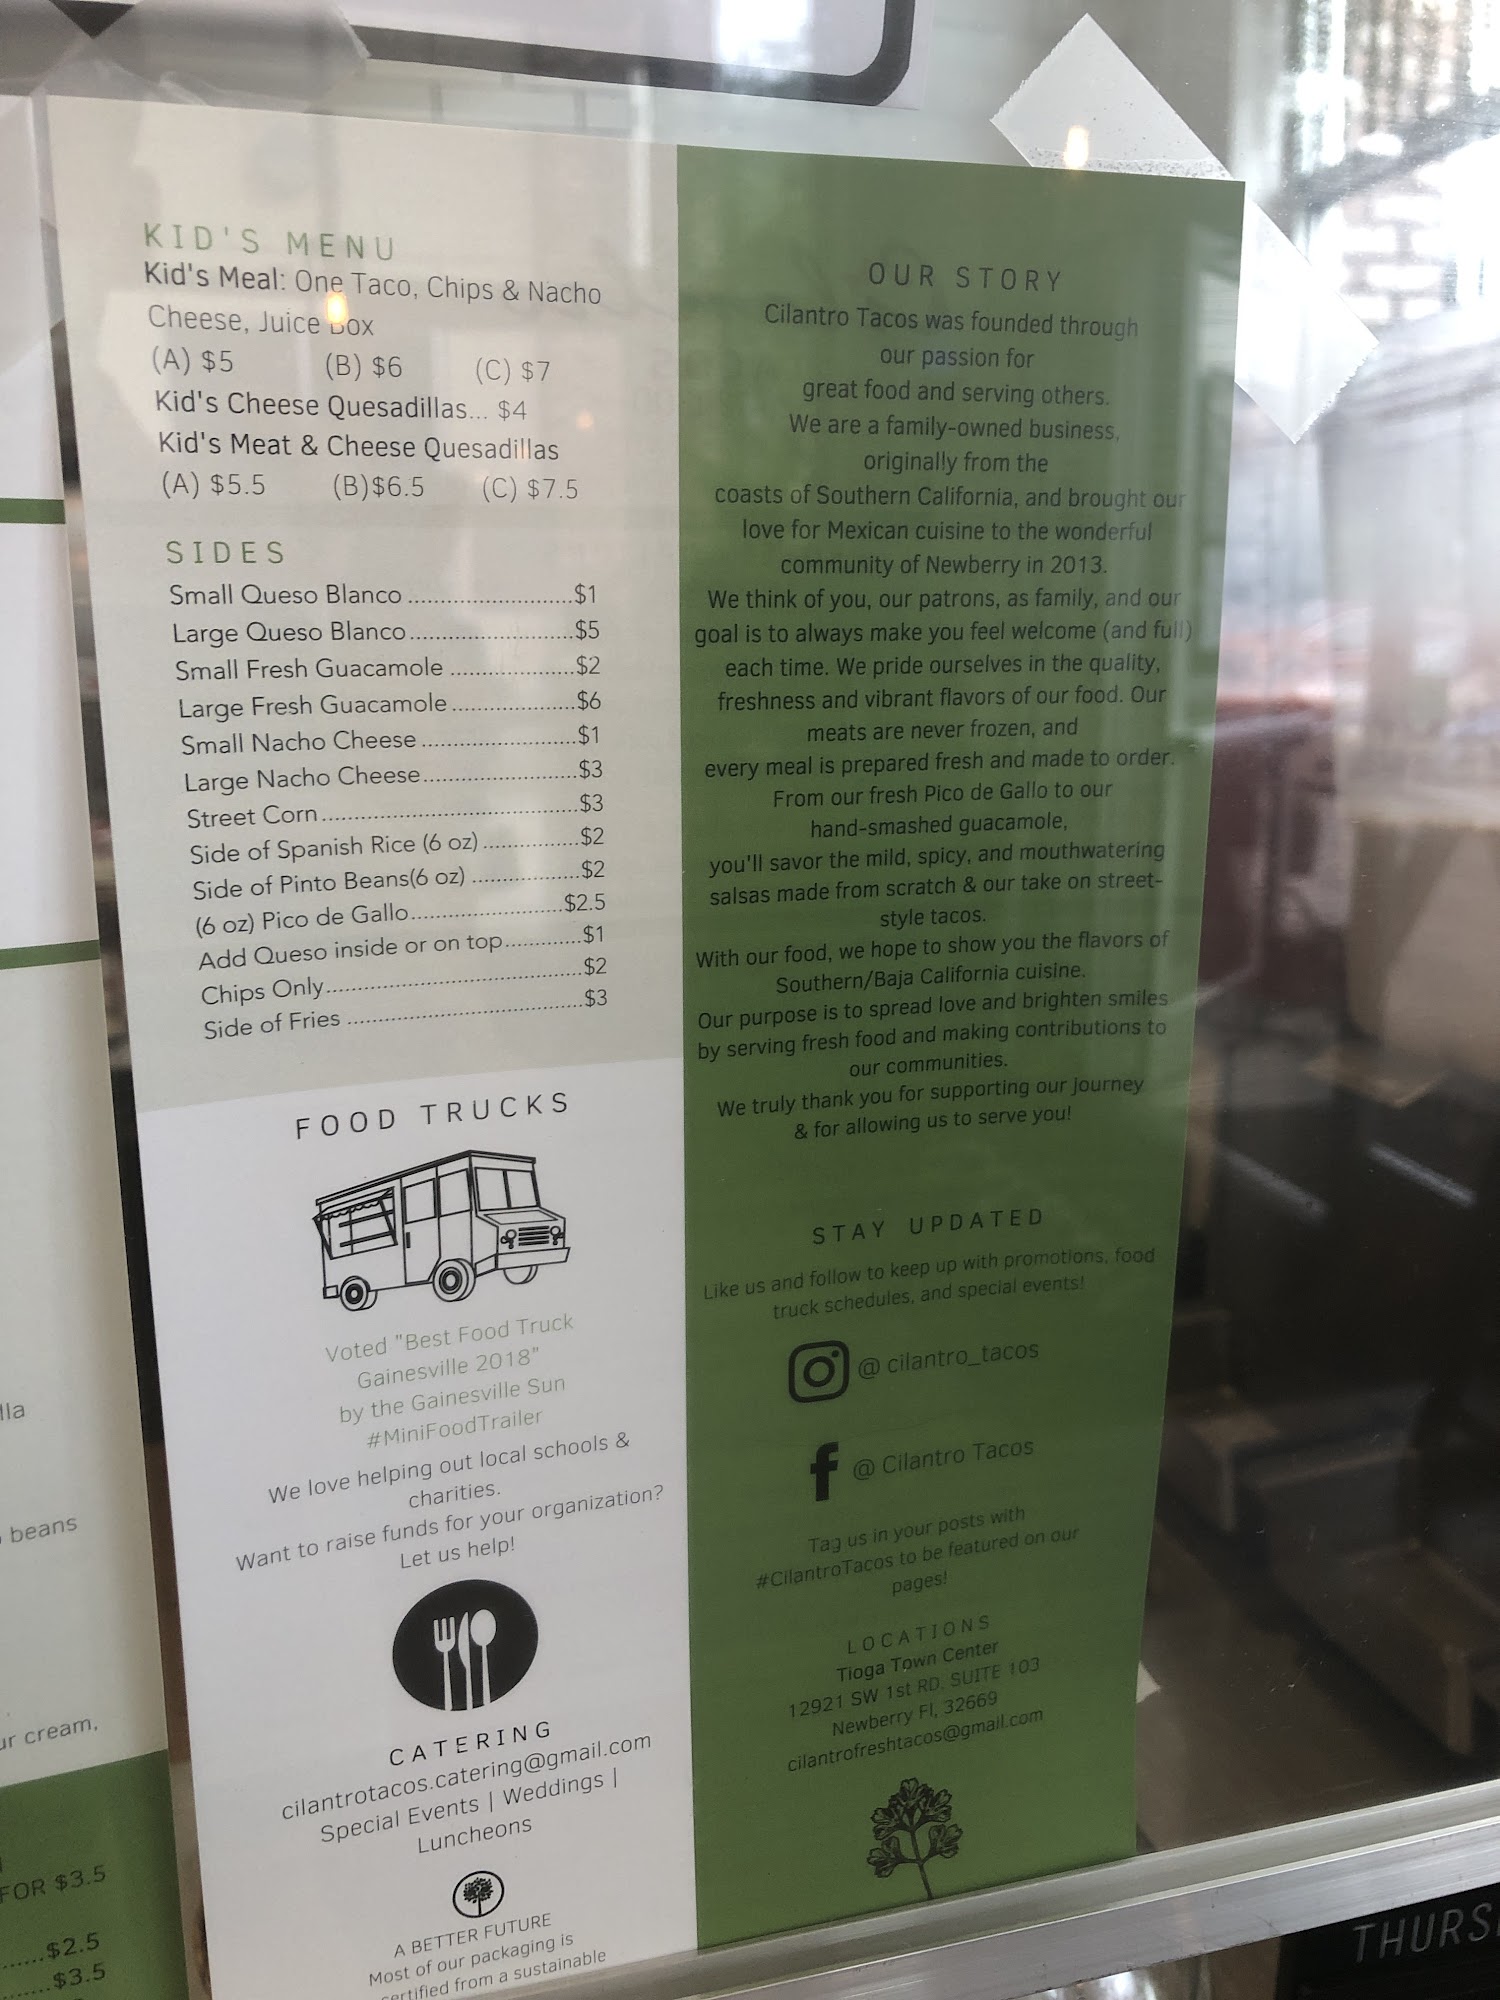 KID'S MENU
Kid's Meal: One Taco, Chips & Nacho
Cheese, Juice Box
(A) $5 (B) $6 (C) $7
Kid's Cheese Quesadillas... $4
Kid's Meat & Cheese Quesadillas
(A) $5.5 (B)$6.5 (C) $7.5
SIDES
Small Queso Blanco ........................$1
Large Queso Blanco........................$5
Small Fresh Guacamole ..................$2
Large Fresh Guacamole ..................$6
Small Nacho Cheese .......................$1
Large Nacho Cheese.......................$3
Street Corn......................................$3
Side of Spanish Rice (6 oz) ..............$2
Side of Pinto Beans(6 oz) ................$2
(6 oz) Pico de Gallo.......................$2.5
Add Queso inside or on top............$1
Chips Only......................................$2
Side of Fries ...................................$3
FOOD TRUCKS
Voted "Best Food Truck
Gainesville 2018"
by the Gainesville Sun
#MiniFoodTrailer
We love helping out local schools &
charities.
Want to raise funds for your organization?
Let us help!
CATERING
cilantrotacos.catering@gmail.com
Special Events | Weddings |
Luncheons
A BETTER FUTURE
Most of our packaging is
certified from a sustainable
OUR STORY
Cilantro Tacos was founded through
our passion for
great food and serving others.
We are a family-owned business,
originally from the
coasts of Southern California, and brought our
love for Mexican cuisine to the wonderful
community of Newberry in 2013.
We think of you, our patrons, as family, and our
goal is to always make you feel welcome (and full)
each time. We pride ourselves in the quality,
freshness and vibrant flavors of our food. Our
meats are never frozen, and
every meal is prepared fresh and made to order.
From our fresh Pico de Gallo to our
hand-smashed guacamole,
you'll savor the mild, spicy, and mouthwatering
salsas made from scratch & our take on street-
style tacos.
With our food, we hope to show you the flavors of
Southern/Baja California cuisine.
Our purpose is to spread love and brighten smiles
by serving fresh food and making contributions to
our communities.
We truly thank you for supporting our journey
& for allowing us to serve you!
STAY UPDATED
Like us and follow to keep up with promotions, food
truck schedules, and special events!
@ cilantro_tacos
f @ Cilantro Tacos
Tag us in your posts with
#CilantroTacos to be featured on our
pages!
LOCATIONS
Tioga Town Center
12921 SW 1st RD, SUITE 103
Newberry Fl, 32669
cilantrofreshtacos@gmail.com
beans
cream,
FOR $3.5
......$2.5
........$3.5